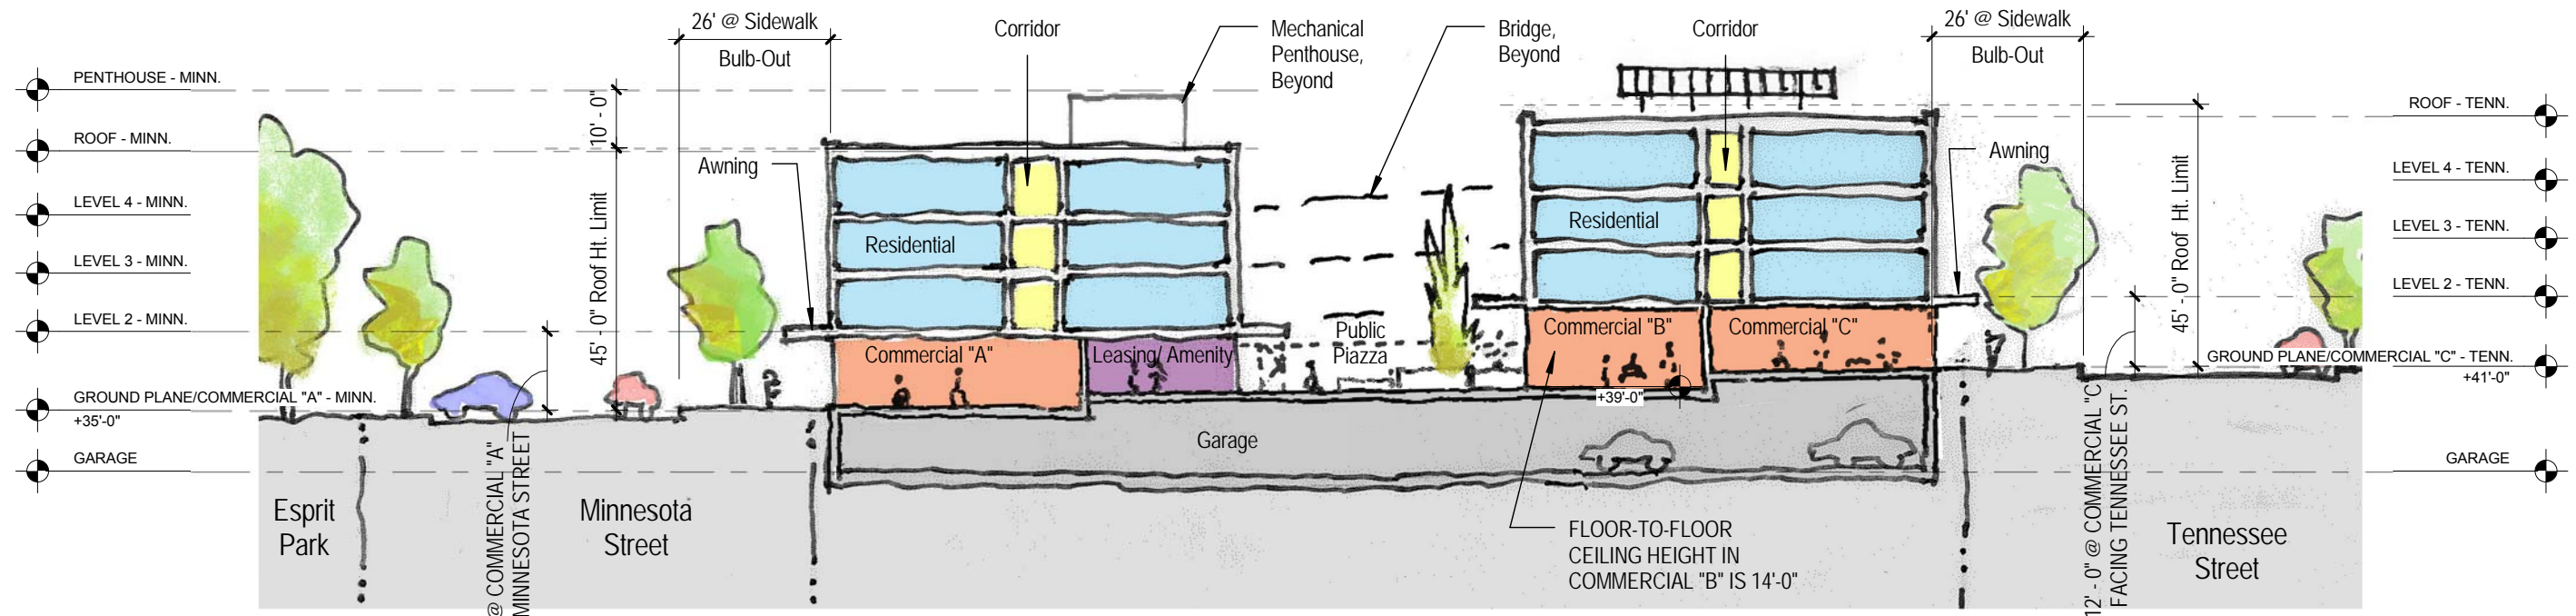 26' @ Sidewalk
Bulb-Out
Corridor
Mechanical
Penthouse,
Beyond
Bridge,
Beyond
Corridor
26' @ Sidewalk
Bulb-Out
PENTHOUSE - MINN.
ROOF - MINN.
LEVEL 4 - MINN.
LEVEL 3 - MINN.
LEVEL 2 - MINN.
GROUND PLANE/COMMERCIAL "A" - MINN.
+35'-0"
GARAGE
10' - 0"
45' - 0" Roof Ht. Limit
Awning
Residential
Commercial "A"
Leasing/ Amenity
Public
Piazza
Residential
Commercial "B"
Commercial "C"
+39'-0"
Garage
Awning
45' - 0" Roof Ht. Limit
ROOF - TENN.
LEVEL 4 - TENN.
LEVEL 3 - TENN.
LEVEL 2 - TENN.
GROUND PLANE/COMMERCIAL "C" - TENN.
+41'-0"
GARAGE
Esprit
Park
@ COMMERCIAL "A"
MINNESOTA STREET
Minnesota
Street
FLOOR-TO-FLOOR
CEILING HEIGHT IN
COMMERCIAL "B" IS 14'-0"
12' - 0" @ COMMERCIAL "C"
FACING TENNESSEE ST.
Tennessee
Street